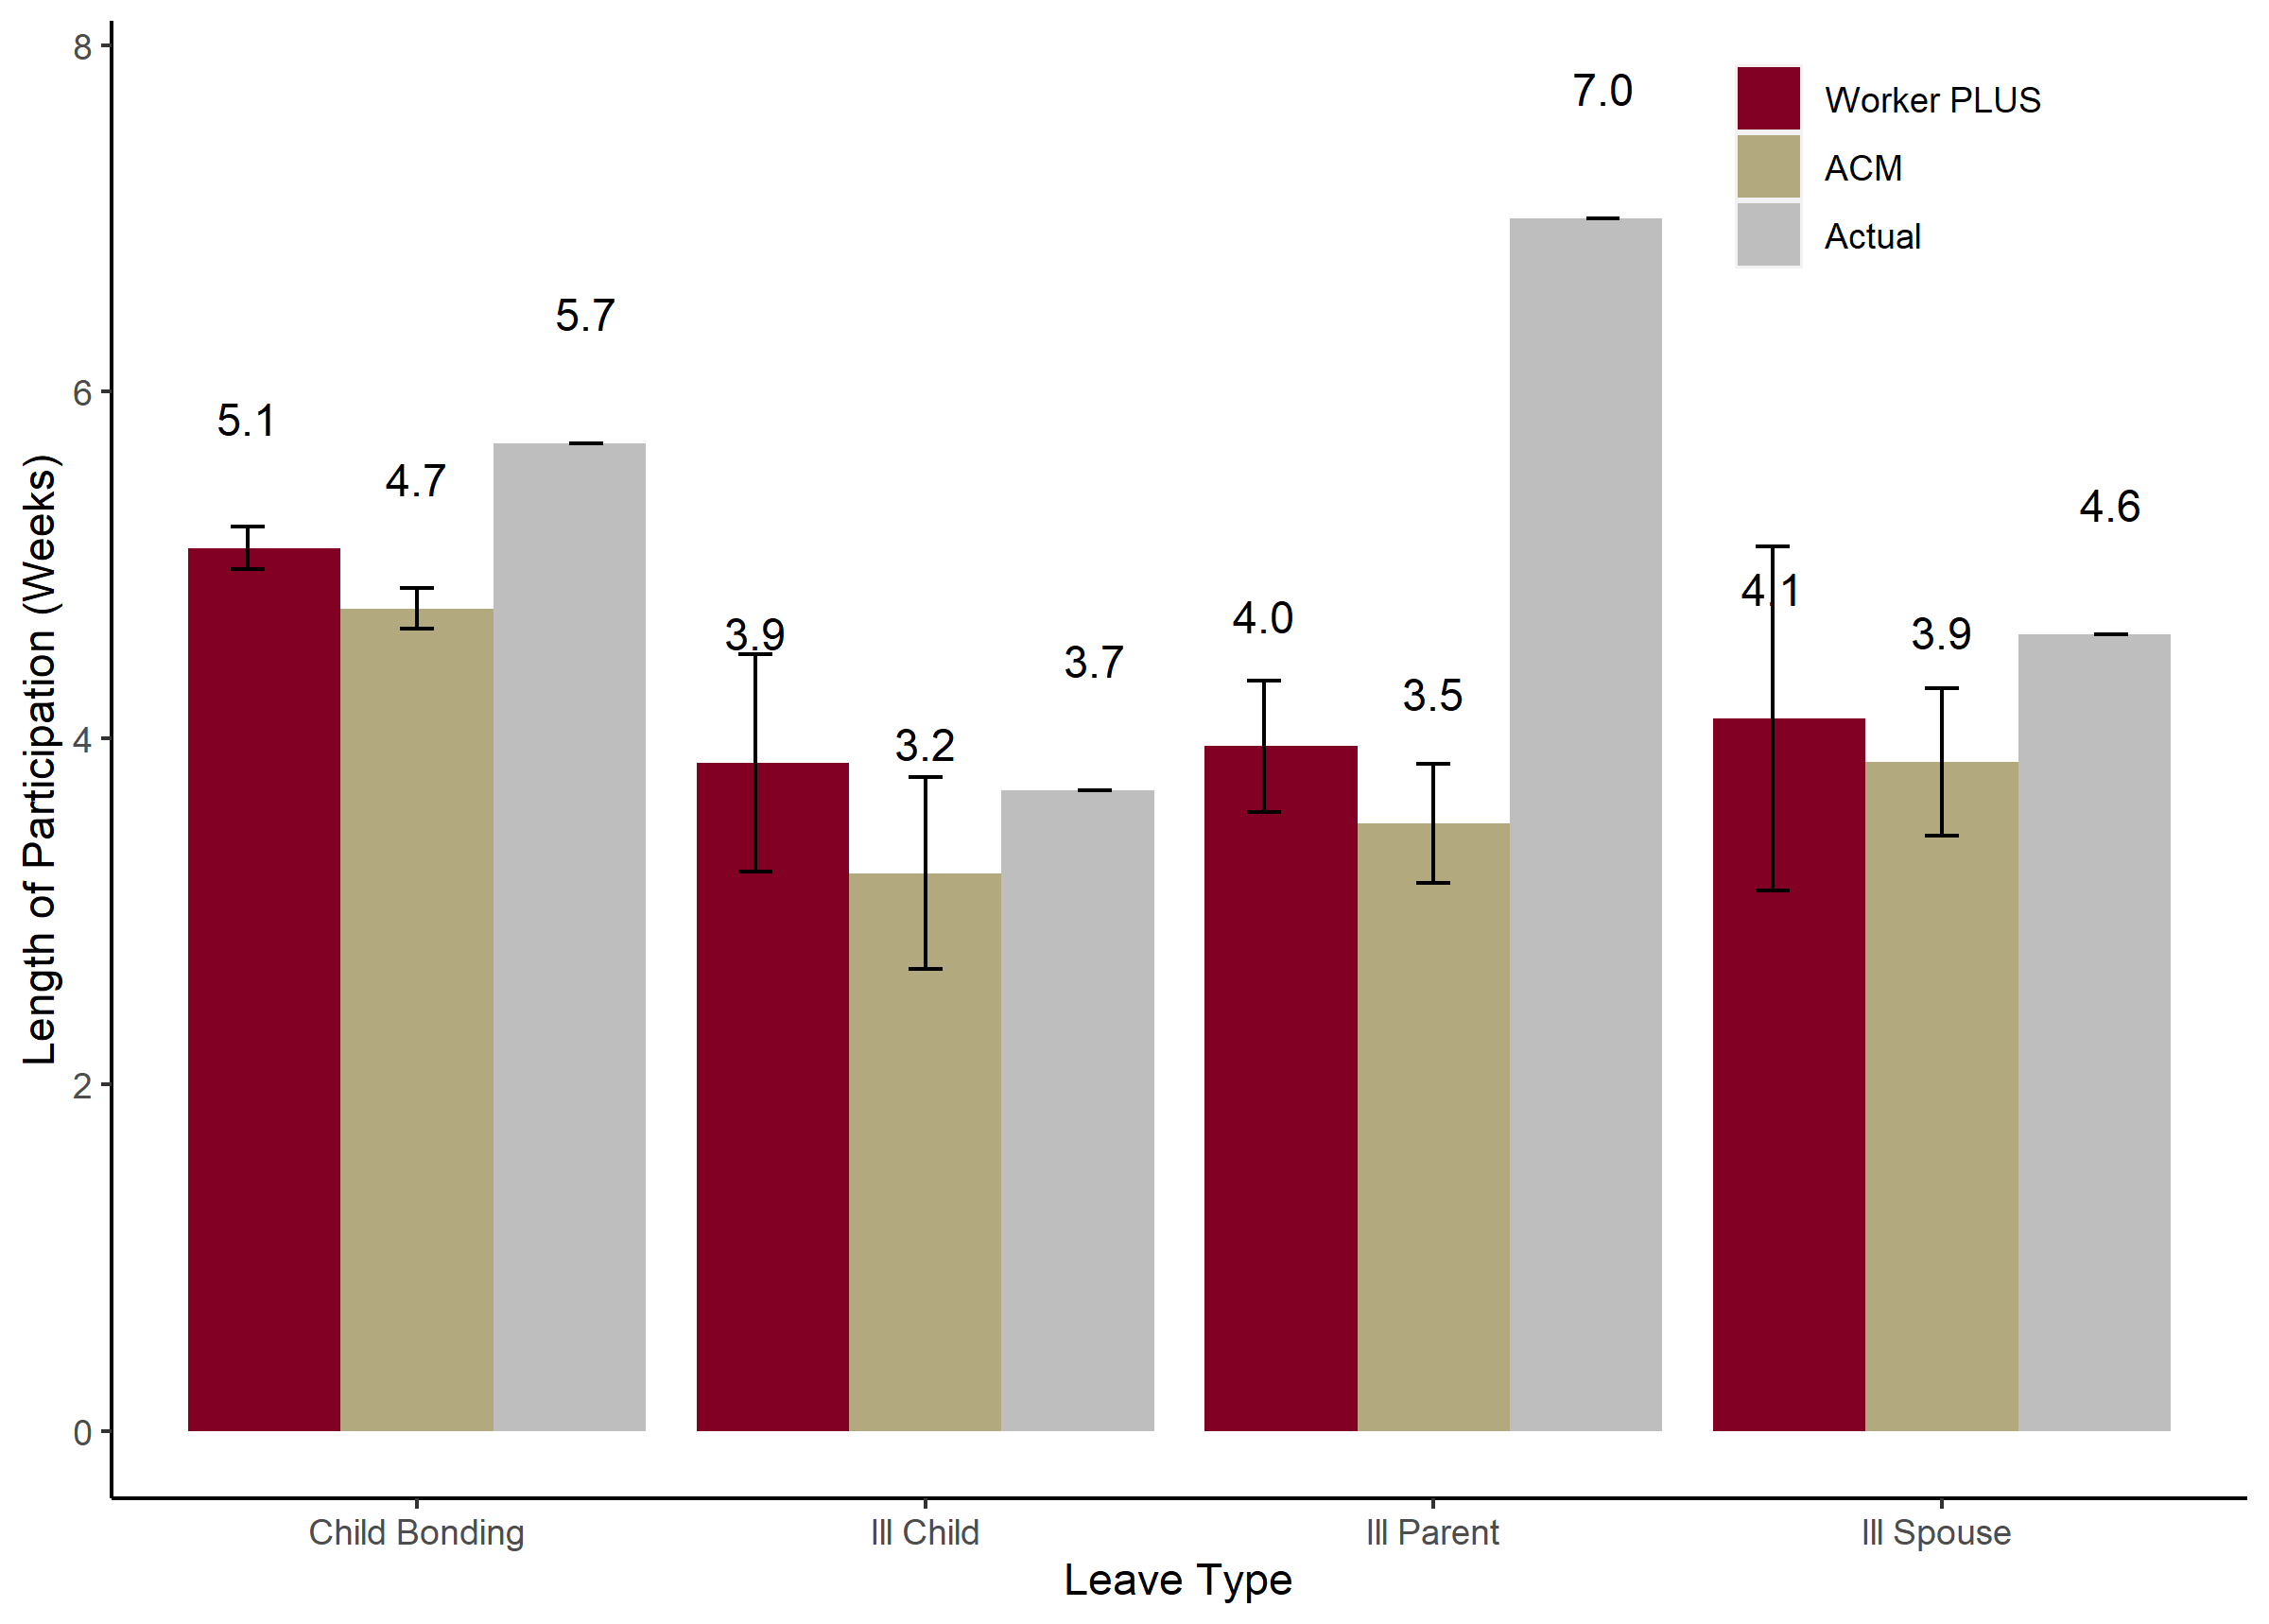 8
6
4
2
0
Length of Participation (Weeks)
5.1
4.7
5.7
3.9
3.2
3.7
4.0
3.5
7.0
4.1
3.9
4.6
Worker PLUS
ACM
Actual
Child Bonding
Ill Child
Ill Parent
Ill Spouse
Leave Type